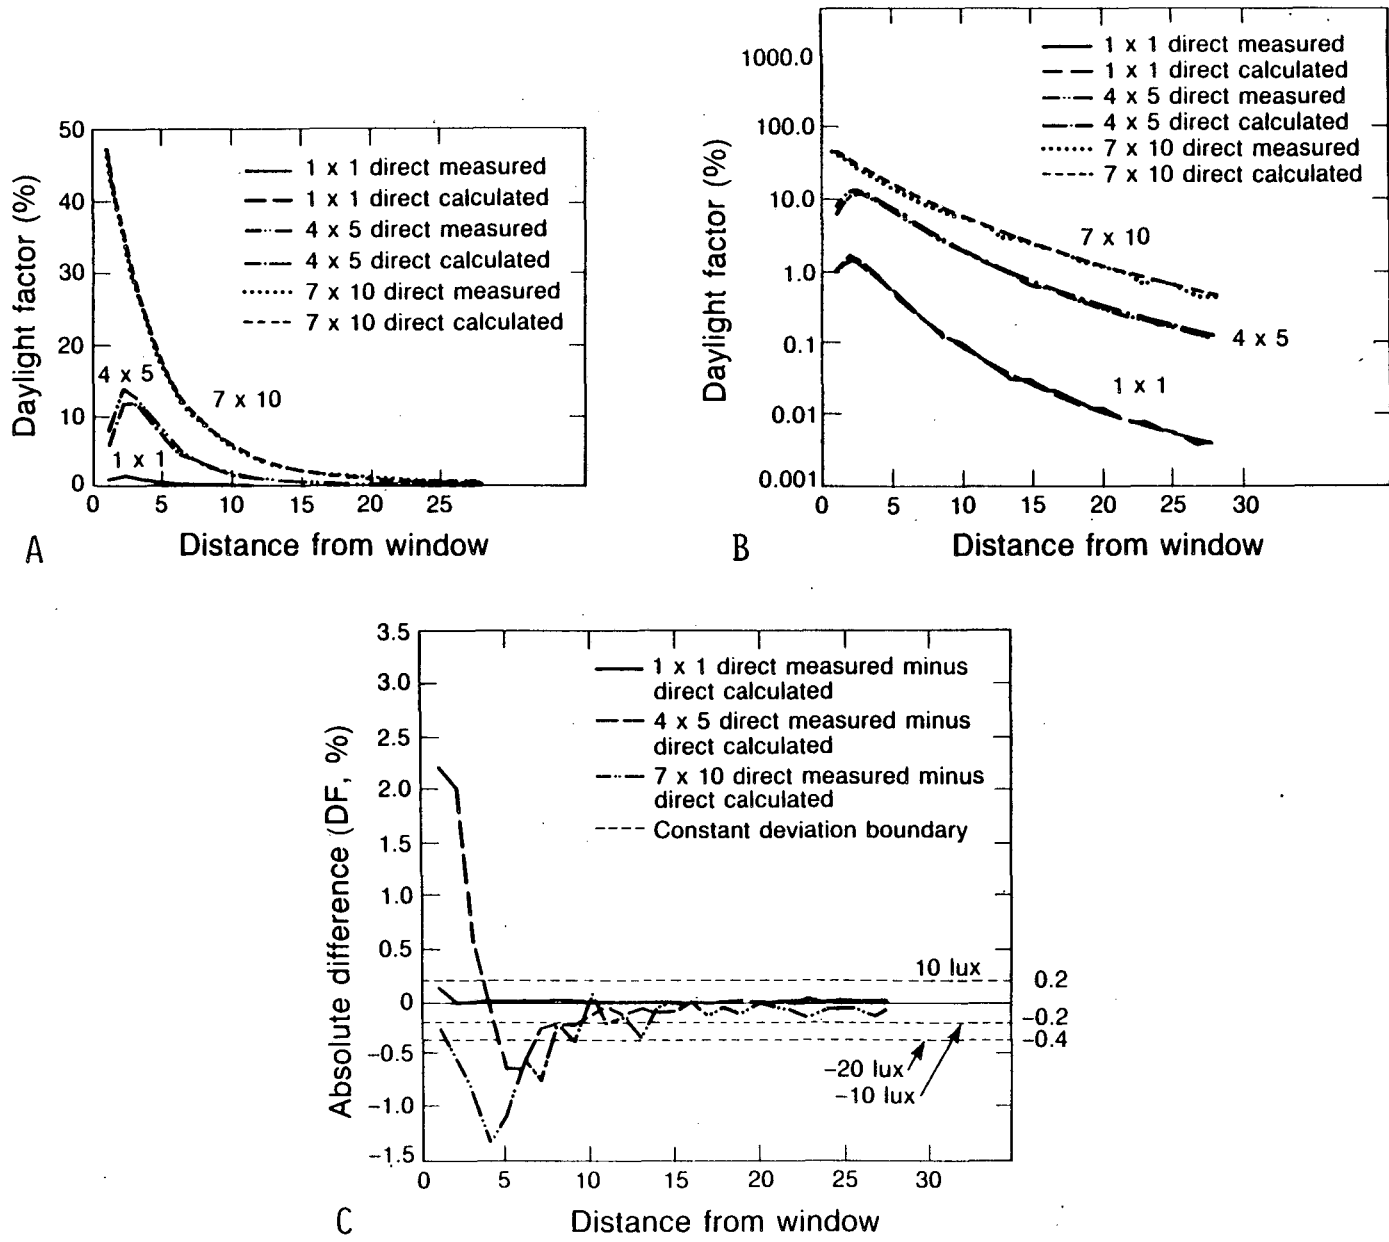 50
40
30
20
10
0
Daylight factor (%)
1 x 1 direct measured
1 x 1 direct calculated
4 x 5 direct measured
4 x 5 direct calculated
7 x 10 direct measured
7 x 10 direct calculated
4 x 5
7 x 10
1 x 1
0 5 10 15 20 25
Distance from window
A
1000.0
100.0
10.0
1.0
0.1
0.01
0.001
Daylight factor (%)
1 x 1 direct measured
1 x 1 direct calculated
4 x 5 direct measured
4 x 5 direct calculated
7 x 10 direct measured
7 x 10 direct calculated
7 x 10
4 x 5
1 x 1
0 5 10 15 20 25 30
Distance from window
B
3.5
3.0
2.5
2.0
1.5
1.0
0.5
0
−0.5
−1.0
−1.5
Absolute difference (DF, %)
1 x 1 direct measured minus
direct calculated
4 x 5 direct measured minus
direct calculated
7 x 10 direct measured minus
direct calculated
Constant deviation boundary
10 lux
0.2
−0.2
−0.4
−20 lux
−10 lux
0 5 10 15 20 25 30
Distance from window
C